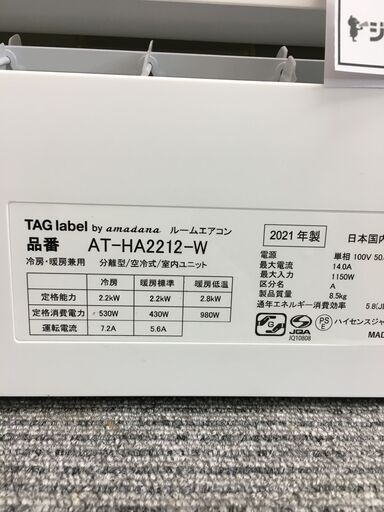 TAG label by amadana ルームエアコン
品番 AT-HA2212-W
冷房・暖房兼用 分離型/空冷式/室内ユニット
冷房 暖房標準 暖房低温
定格能力 2.2kW 2.2kW 2.8kW
定格消費電力 530W 430W 980W
運転電流 7.2A 5.6A
2021年製 日本国内
電源 単相 100V 50
最大電流 14.0A
最大入力 1150W
区分名 A
製品質量 8.5kg
通年エネルギー消費効率 5.8(J
JQA
JQ10808
PS
E
ハイセンスジャ
MAD